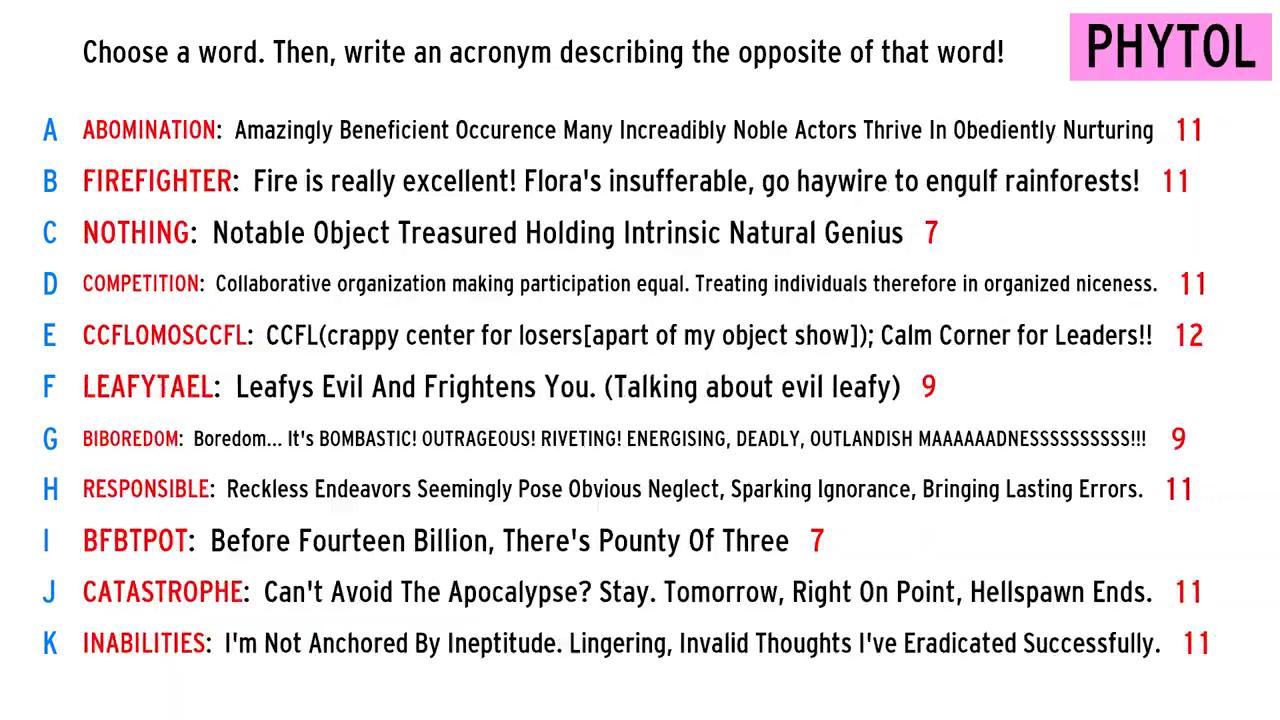 Choose a word. Then, write an acronym describing the opposite of that word!
PHYTOL
A ABOMINATION: Amazingly Beneficient Occurence Many Increadibly Noble Actors Thrive In Obediently Nurturing 11
B FIREFIGHTER: Fire is really excellent! Flora's insufferable, go haywire to engulf rainforests! 11
C NOTHING: Notable Object Treasured Holding Intrinsic Natural Genius 7
D COMPETITION: Collaborative organization making participation equal. Treating individuals therefore in organized niceness. 11
E CCFLOMOSCCFL: CCFL(crappy center for losers[apart of my object show]); Calm Corner for Leaders!! 12
F LEAFYTAEL: Leafys Evil And Frightens You. (Talking about evil leafy) 9
G BIBOREDOM: Boredom... It's BOMBASTIC! OUTRAGEOUS! RIVETING! ENERGISING, DEADLY, OUTLANDISH MAAAAAADNESSSSSSSSSS!!! 9
H RESPONSIBLE: Reckless Endeavors Seemingly Pose Obvious Neglect, Sparking Ignorance, Bringing Lasting Errors. 11
I BFBTPOT: Before Fourteen Billion, There's Pounty Of Three 7
J CATASTROPHE: Can't Avoid The Apocalypse? Stay. Tomorrow, Right On Point, Hellspawn Ends. 11
K INABILITIES: I'm Not Anchored By Ineptitude. Lingering, Invalid Thoughts I've Eradicated Successfully. 11